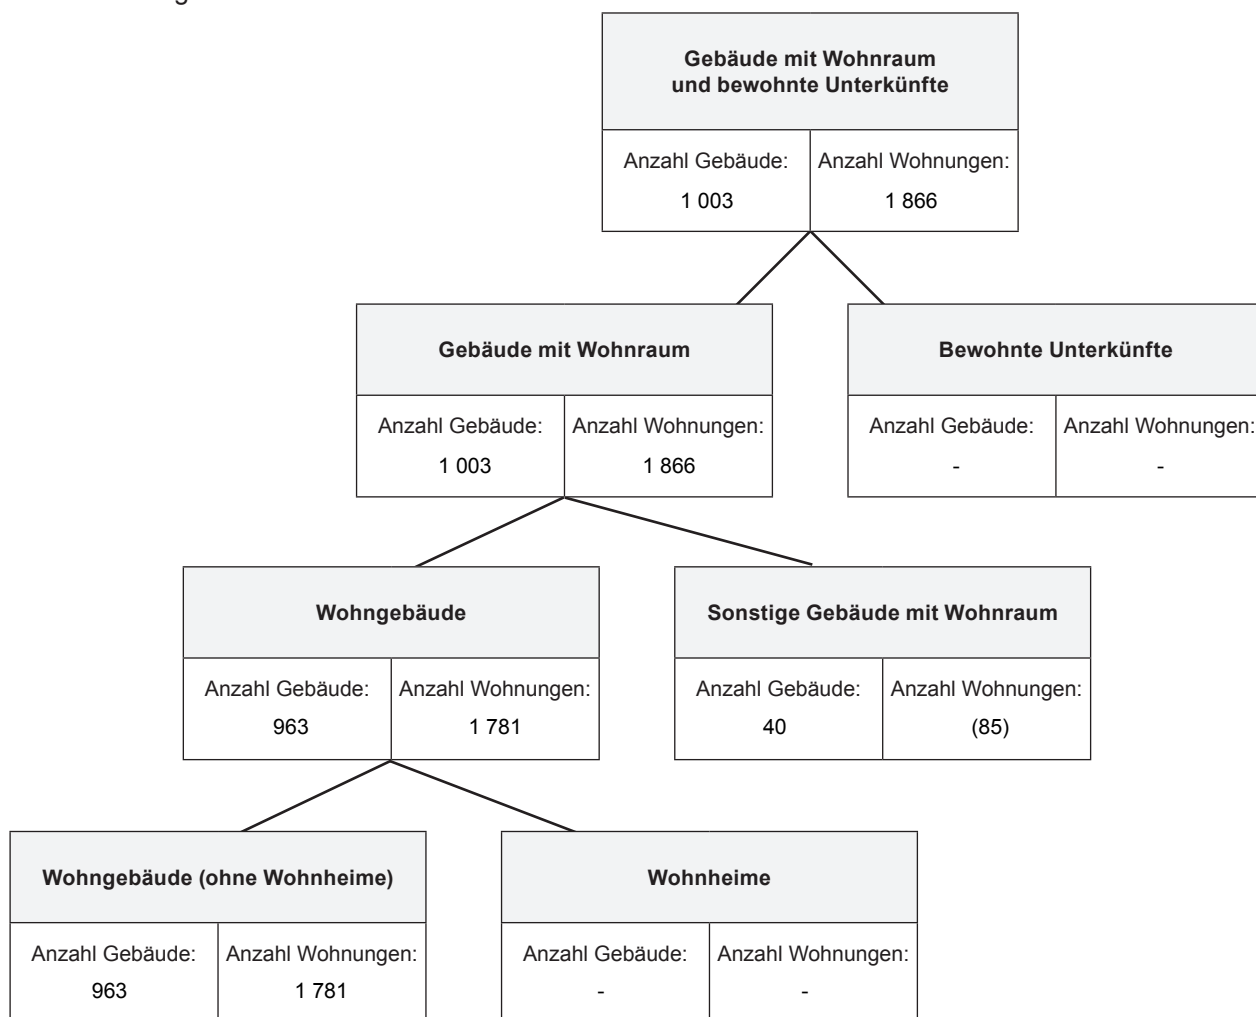 Gebäude mit Wohnraum
und bewohnte Unterkünfte
Anzahl Gebäude: Anzahl Wohnungen:
1 003 1 866
Gebäude mit Wohnraum Bewohnte Unterkünfte
Anzahl Gebäude: Anzahl Wohnungen: Anzahl Gebäude: Anzahl Wohnungen:
1 003 1 866 - -
Wohngebäude Sonstige Gebäude mit Wohnraum
Anzahl Gebäude: Anzahl Wohnungen: Anzahl Gebäude: Anzahl Wohnungen:
963 1 781 40 (85)
Wohngebäude (ohne Wohnheime) Wohnheime
Anzahl Gebäude: Anzahl Wohnungen: Anzahl Gebäude: Anzahl Wohnungen:
963 1 781 - -